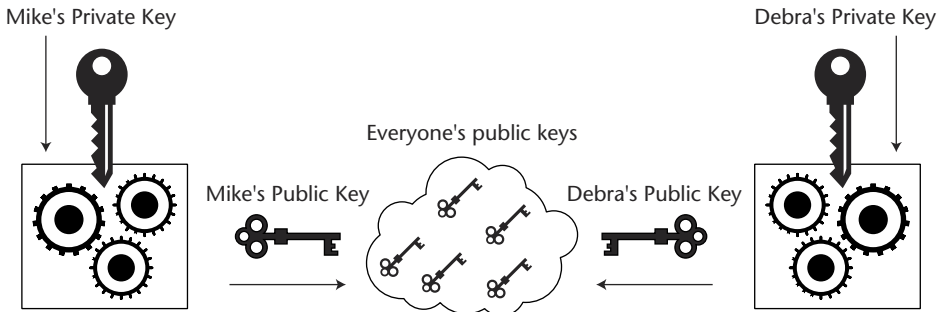 Mike's Private Key
Debra's Private Key
Everyone's public keys
Mike's Public Key
Debra's Public Key